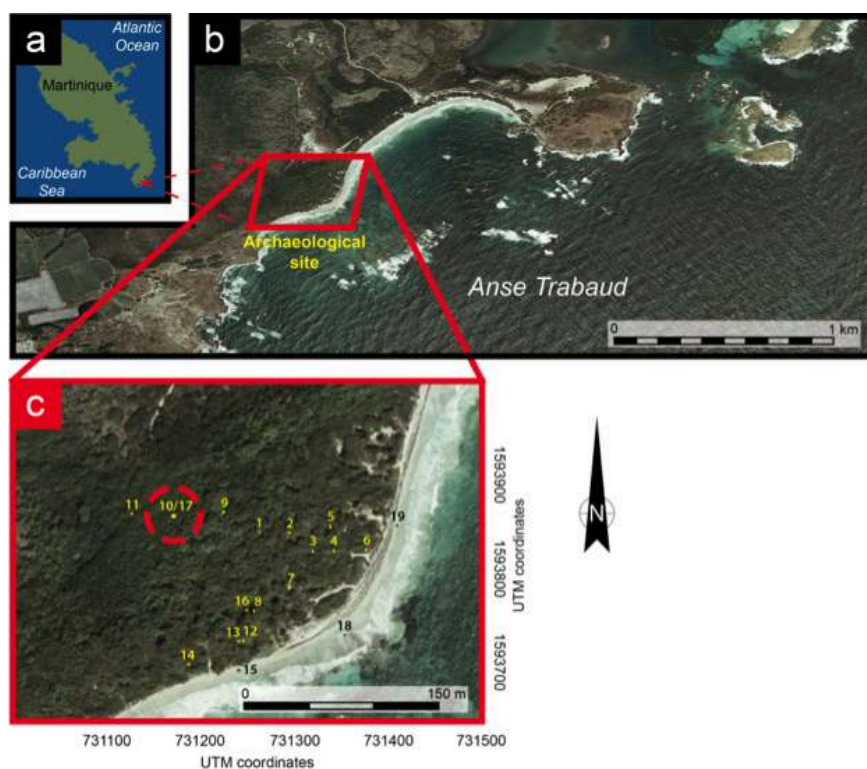 a
Atlantic
Ocean
Martinique
Caribbean
Sea
b
Archaeological
site
Anse Trabaud
0 1 km
c
11 10/17 9 1 2 5 19
3 4 6
7
16 8
18
13 12
14
15
0 150 m
1593900
1593800
1593700
UTM coordinates
N
731100 731200 731300 731400 731500
UTM coordinates